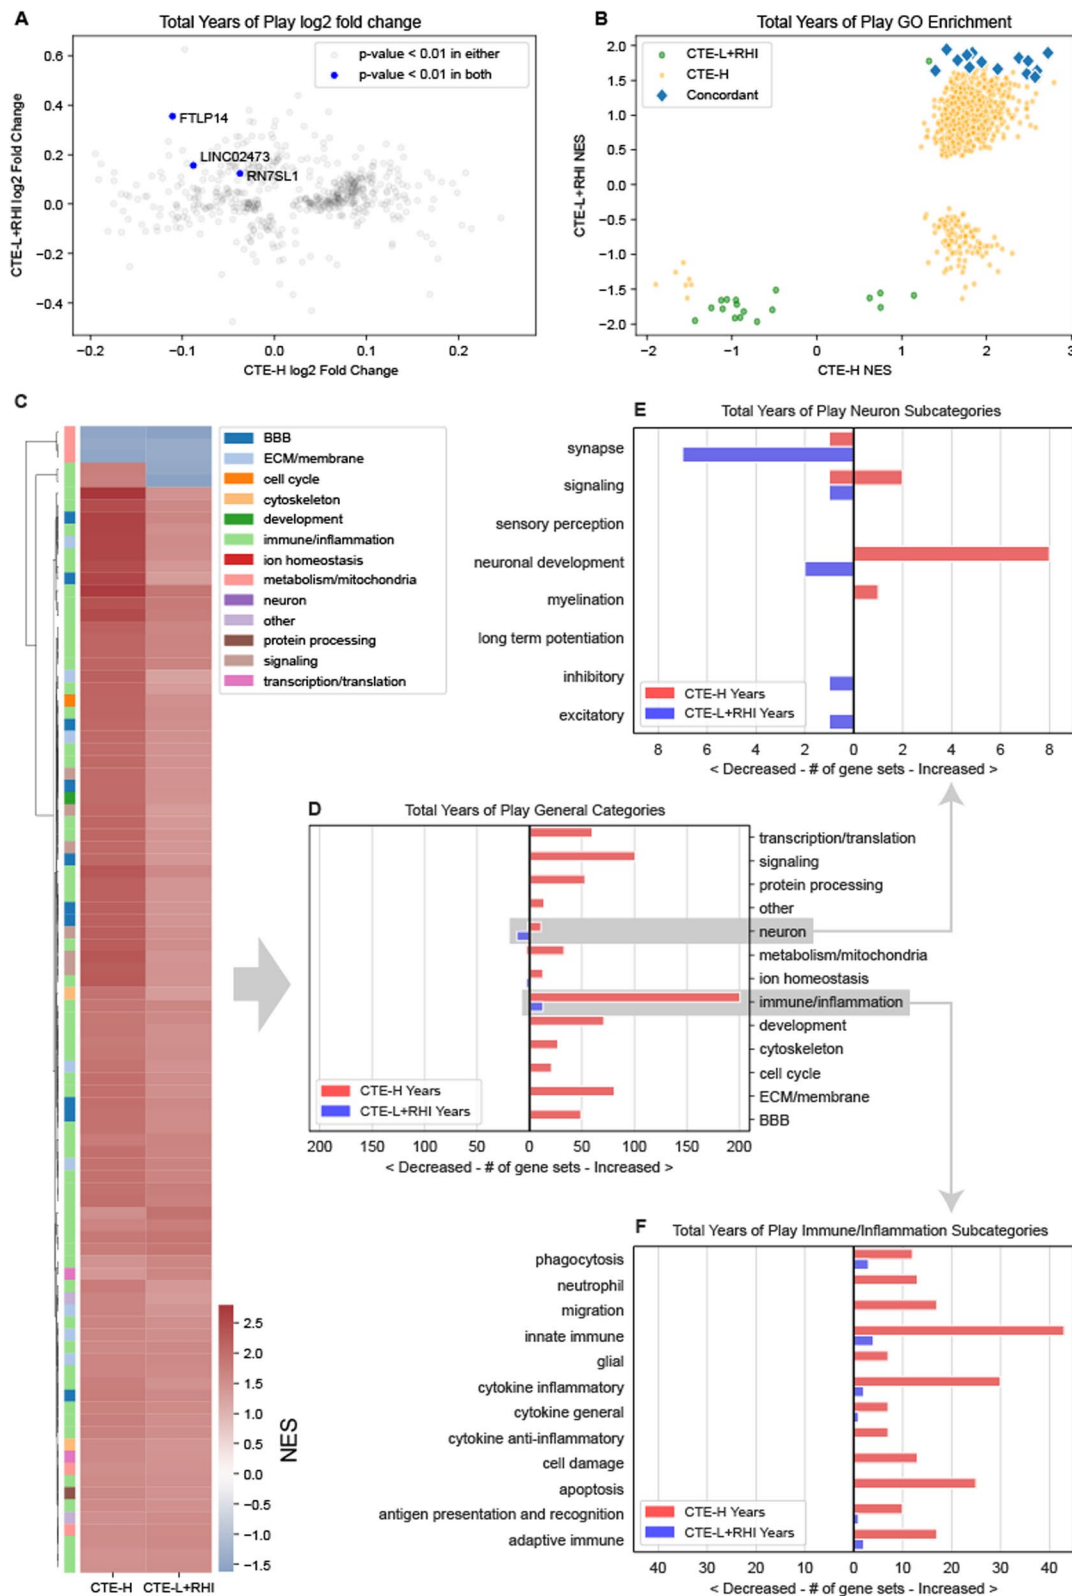 A
Total Years of Play log2 fold change
p-value < 0.01 in either
p-value < 0.01 in both
FTLP14
LINC02473
RN7SL1
0.6
0.4
0.2
0.0
−0.2
−0.4
CTE-L+RHI log2 Fold Change
−0.2
−0.1
0.0
0.1
0.2
CTE-H log2 Fold Change
B
Total Years of Play GO Enrichment
CTE-L+RHI
CTE-H
Concordant
2.0
1.5
1.0
0.5
0.0
−0.5
−1.0
−1.5
−2.0
CTE-L+RHI NES
−2
−1
0
1
2
3
CTE-H NES
C
BBB
ECM/membrane
cell cycle
cytoskeleton
development
immune/inflammation
ion homeostasis
metabolism/mitochondria
neuron
other
protein processing
signaling
transcription/translation
2.5
2.0
1.5
1.0
0.5
0.0
−0.5
−1.0
−1.5
NES
CTE-H CTE-L+RHI
D
Total Years of Play General Categories
transcription/translation
signaling
protein processing
other
neuron
metabolism/mitochondria
ion homeostasis
immune/inflammation
development
cytoskeleton
cell cycle
ECM/membrane
BBB
CTE-H Years
CTE-L+RHI Years
200 150 100 50 0 50 100 150 200
< Decreased - # of gene sets - Increased >
E
Total Years of Play Neuron Subcategories
synapse
signaling
sensory perception
neuronal development
myelination
long term potentiation
inhibitory
excitatory
CTE-H Years
CTE-L+RHI Years
8 6 4 2 0 2 4 6 8
< Decreased - # of gene sets - Increased >
F
Total Years of Play Immune/Inflammation Subcategories
phagocytosis
neutrophil
migration
innate immune
glial
cytokine inflammatory
cytokine general
cytokine anti-inflammatory
cell damage
apoptosis
antigen presentation and recognition
adaptive immune
CTE-H Years
CTE-L+RHI Years
40 30 20 10 0 10 20 30 40
< Decreased - # of gene sets - Increased >